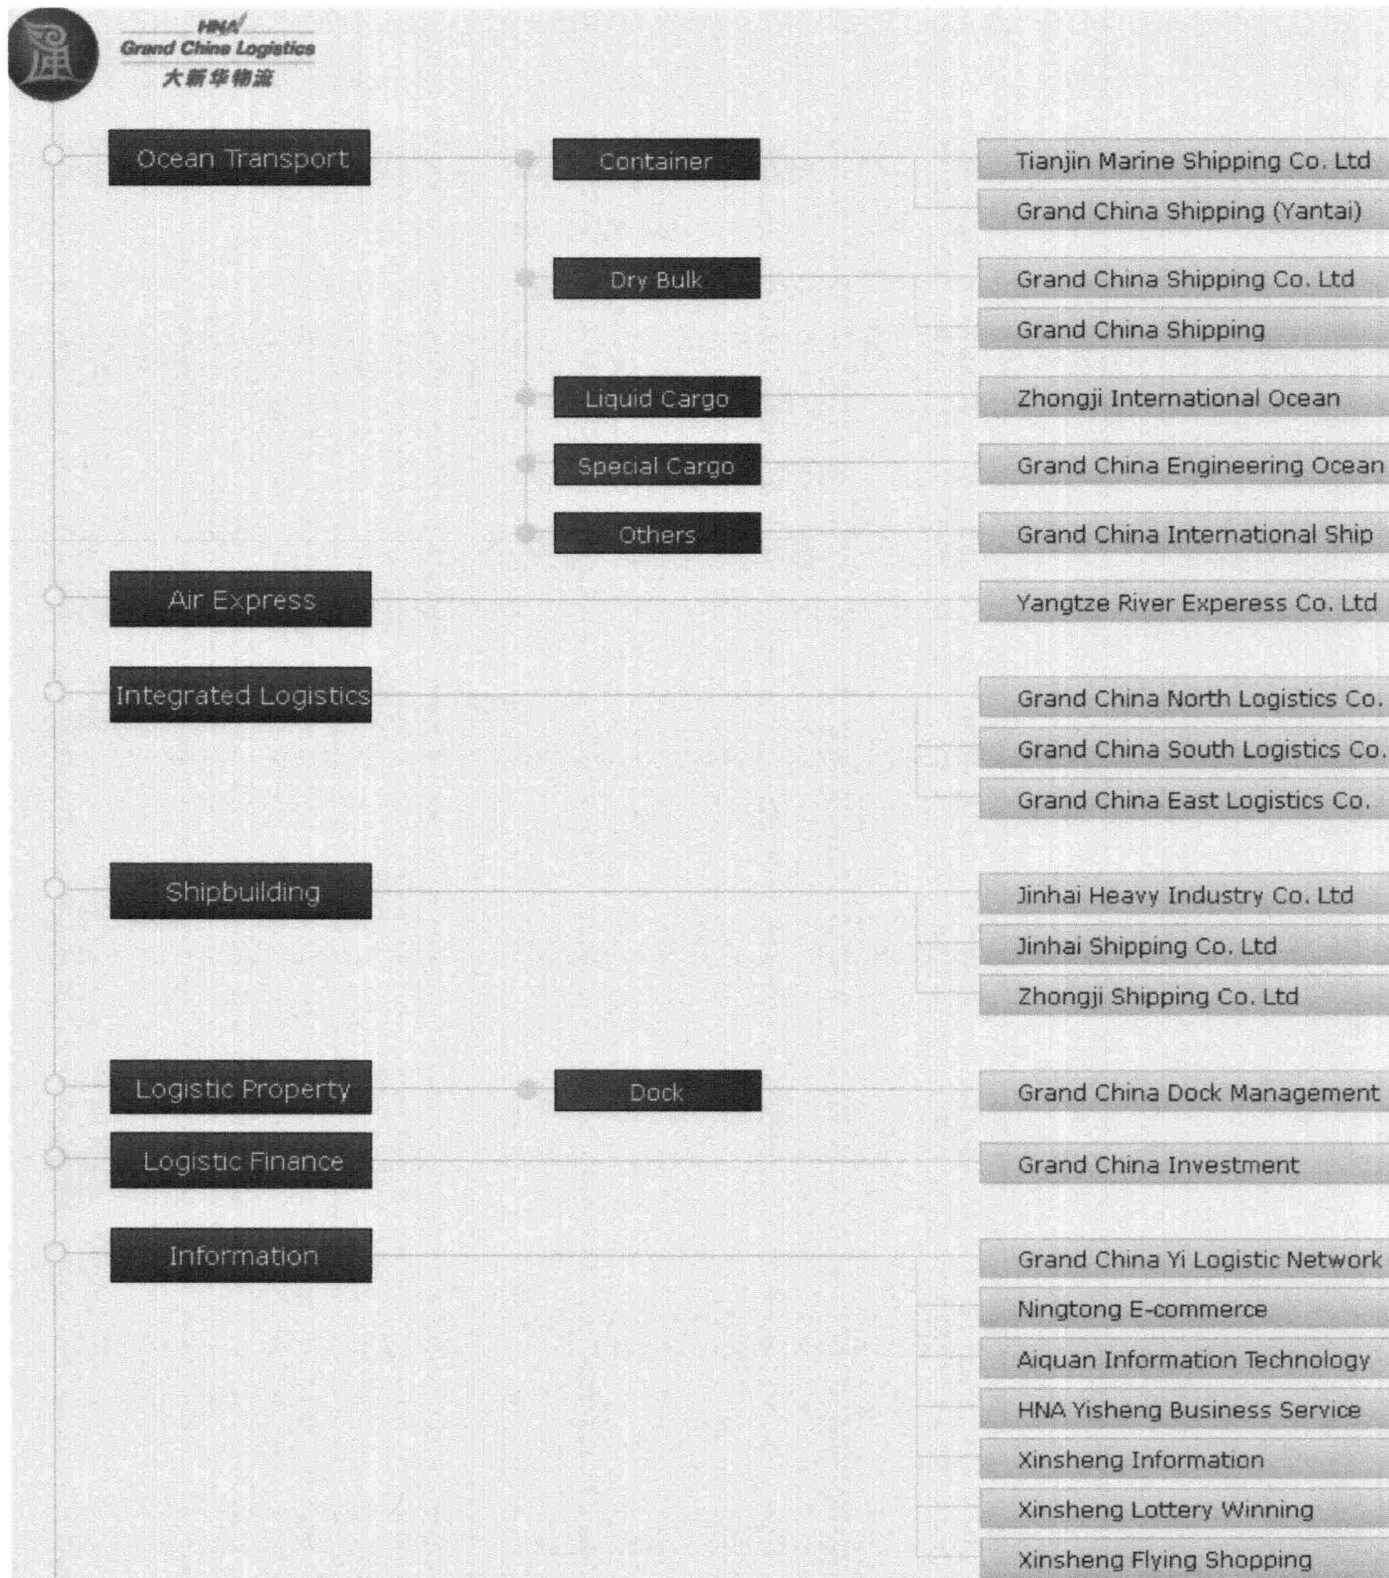 HNA
Grand China Logistics
大新华物流
Ocean Transport
Container
Tianjin Marine Shipping Co. Ltd
Grand China Shipping (Yantai)
Dry Bulk
Grand China Shipping Co. Ltd
Grand China Shipping
Liquid Cargo
Zhongji International Ocean
Special Cargo
Grand China Engineering Ocean
Others
Grand China International Ship
Air Express
Yangtze River Experess Co. Ltd
Integrated Logistics
Grand China North Logistics Co.
Grand China South Logistics Co.
Grand China East Logistics Co.
Shipbuilding
Jinhai Heavy Industry Co. Ltd
Jinhai Shipping Co. Ltd
Zhongji Shipping Co. Ltd
Logistic Property
Dock
Grand China Dock Management
Logistic Finance
Grand China Investment
Information
Grand China Yi Logistic Network
Ningtong E-commerce
Aiquan Information Technology
HNA Yisheng Business Service
Xinsheng Information
Xinsheng Lottery Winning
Xinsheng Flying Shopping